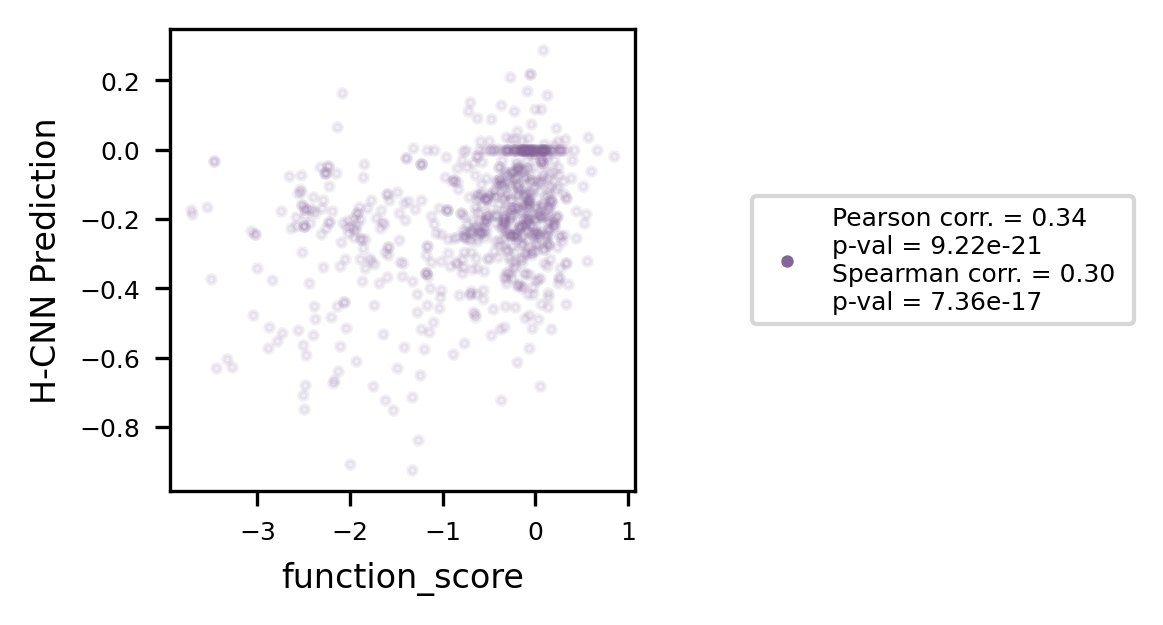 0.2
0.0
−0.2
−0.4
−0.6
−0.8
H-CNN Prediction
−3
−2
−1
0
1
function_score
Pearson corr. = 0.34
p-val = 9.22e-21
Spearman corr. = 0.30
p-val = 7.36e-17